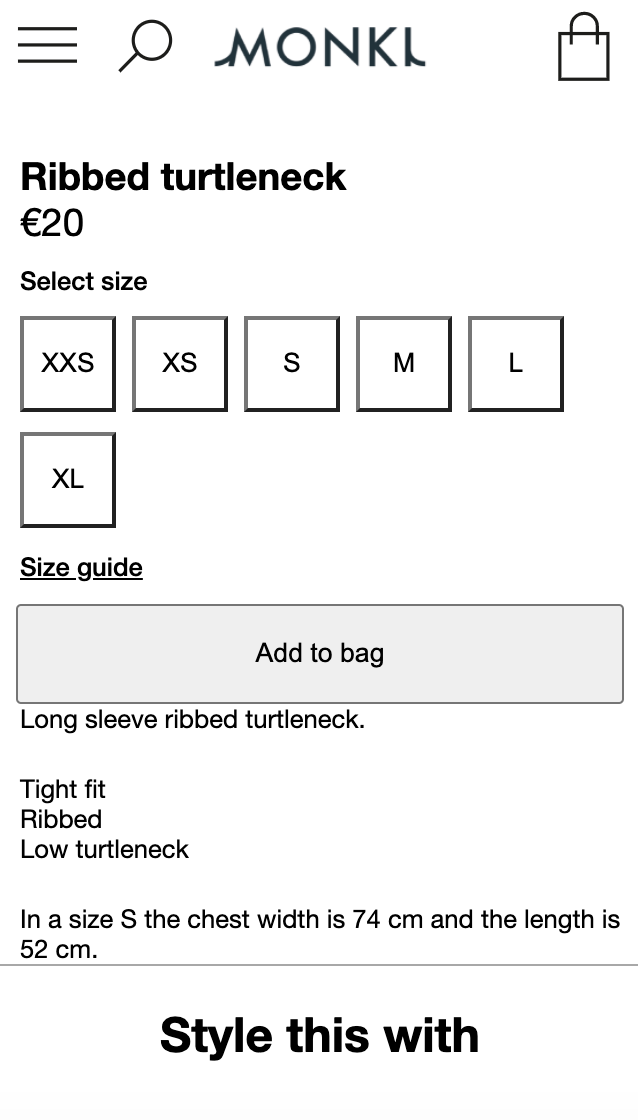 MONKL
Ribbed turtleneck
€20
Select size
XXS XS S M L
XL
Size guide
Add to bag
Long sleeve ribbed turtleneck.
Tight fit
Ribbed
Low turtleneck
In a size S the chest width is 74 cm and the length is
52 cm.
Style this with